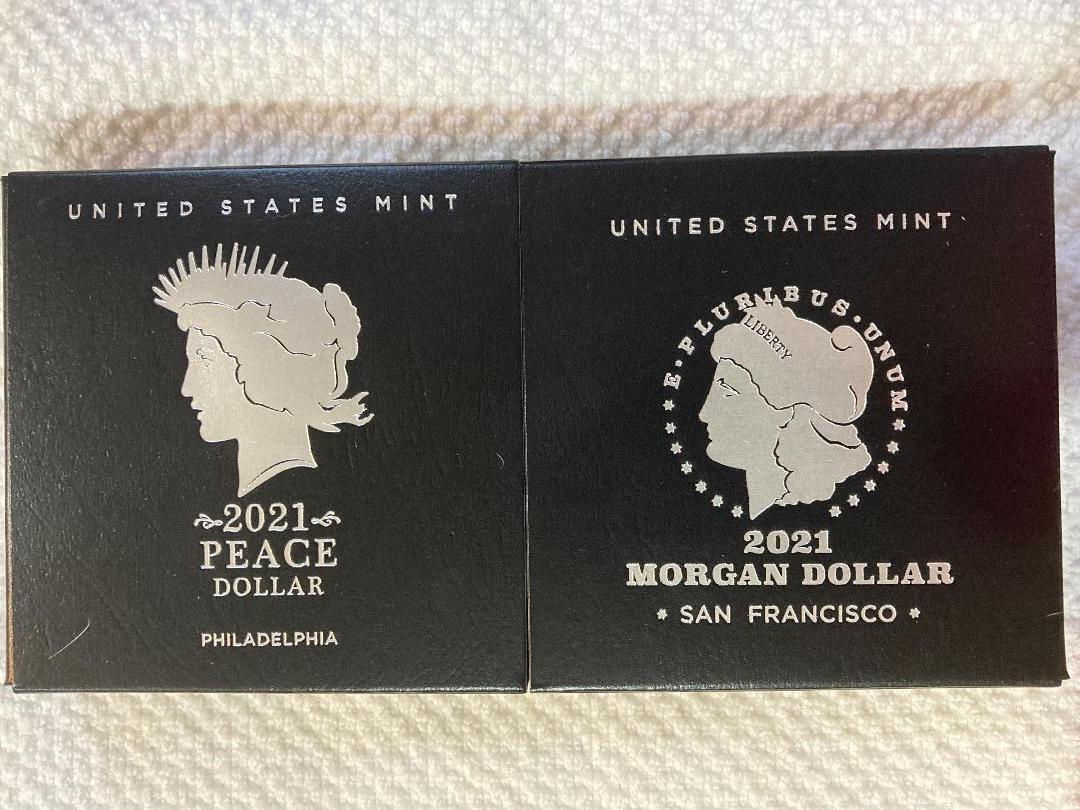 UNITED STATES MINT
2021
PEACE
DOLLAR
PHILADELPHIA
UNITED STATES MINT
E·PLURIBUS·UNUM
LIBERTY
2021
MORGAN DOLLAR
SAN FRANCISCO